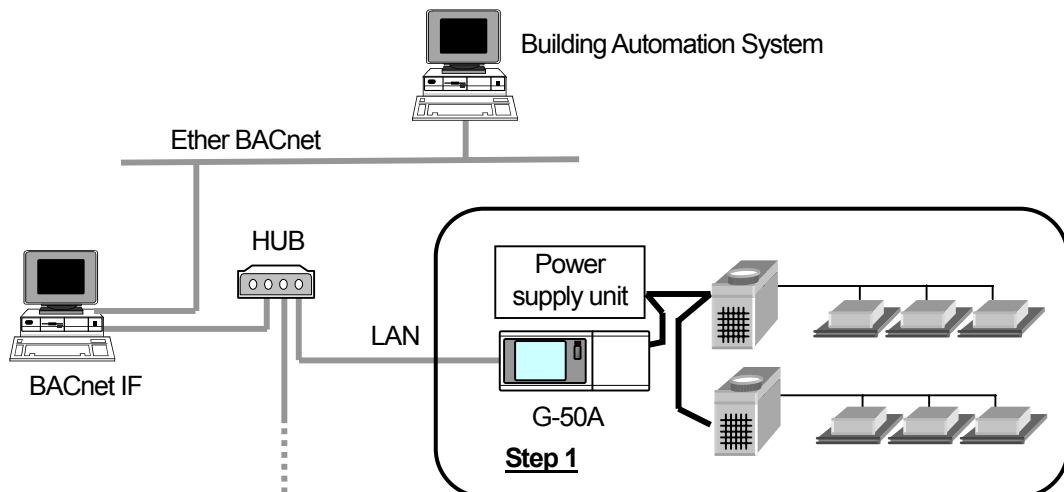 Building Automation System
Ether BACnet
HUB
Power
supply unit
LAN
BACnet IF
G-50A
Step 1